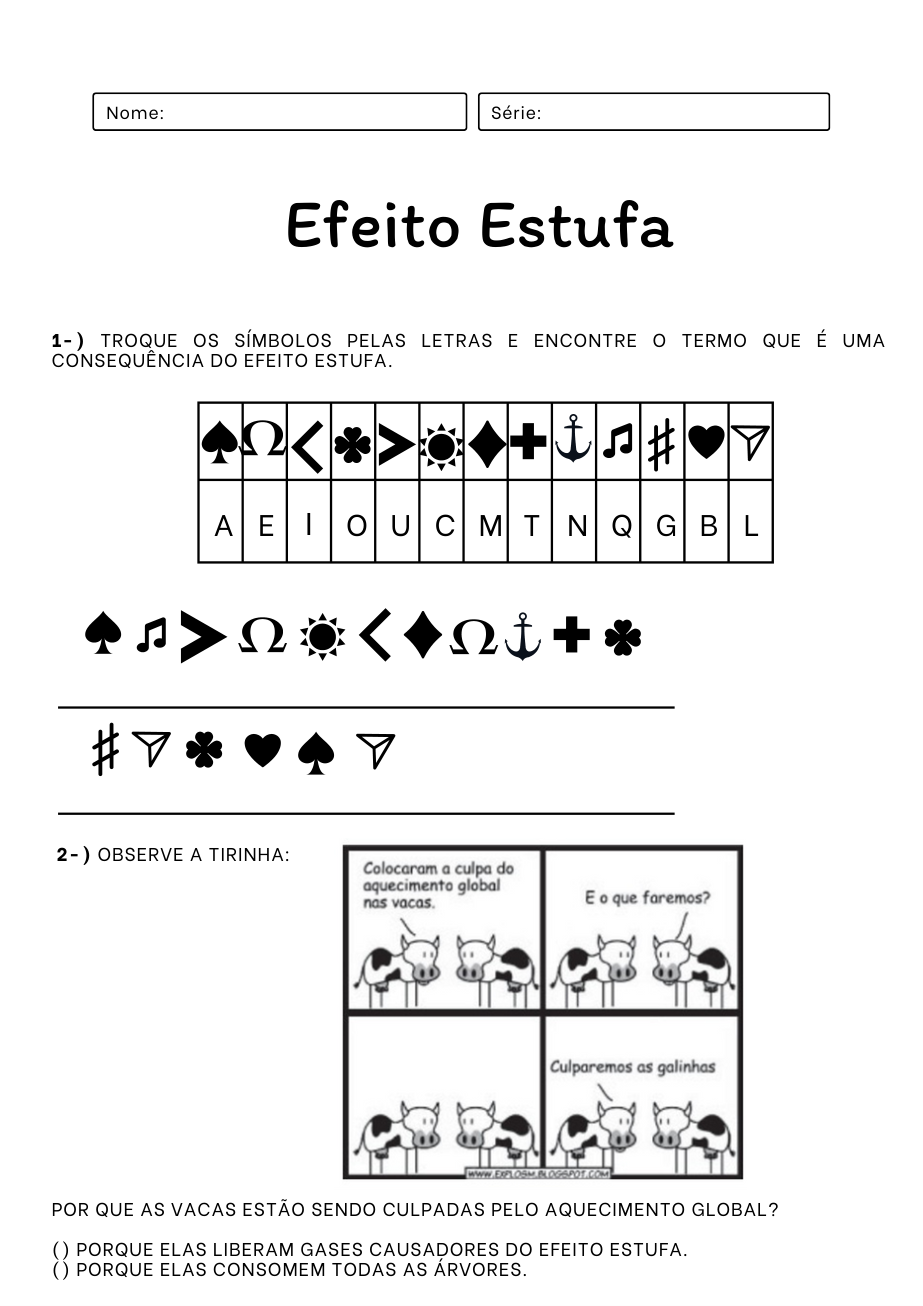 Nome:
Série:
Efeito Estufa
1-) TROQUE OS SÍMBOLOS PELAS LETRAS E ENCONTRE O TERMO QUE É UMA
CONSEQUÊNCIA DO EFEITO ESTUFA.
A E I O U C M T N Q G B L
2-) OBSERVE A TIRINHA:
Colocaram a culpa do
aquecimento global
nas vacas.
E o que faremos?
Culparemos as galinhas
WWW.EXPLOSM.BLOGSPOT.COM
POR QUE AS VACAS ESTÃO SENDO CULPADAS PELO AQUECIMENTO GLOBAL?
() PORQUE ELAS LIBERAM GASES CAUSADORES DO EFEITO ESTUFA.
() PORQUE ELAS CONSOMEM TODAS AS ÁRVORES.